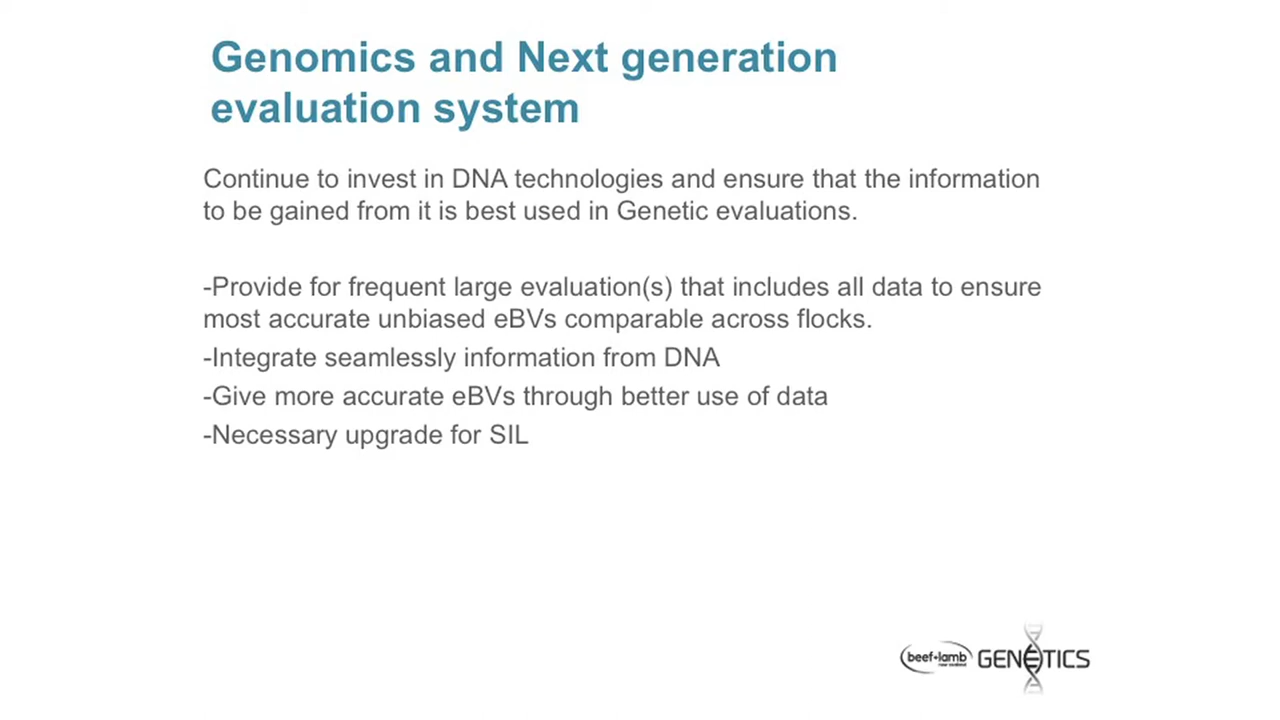 Genomics and Next generation
evaluation system
Continue to invest in DNA technologies and ensure that the information
to be gained from it is best used in Genetic evaluations.
-Provide for frequent large evaluation(s) that includes all data to ensure
most accurate unbiased eBVs comparable across flocks.
-Integrate seamlessly information from DNA
-Give more accurate eBVs through better use of data
-Necessary upgrade for SIL
beef+lamb GENETICS
new zealand